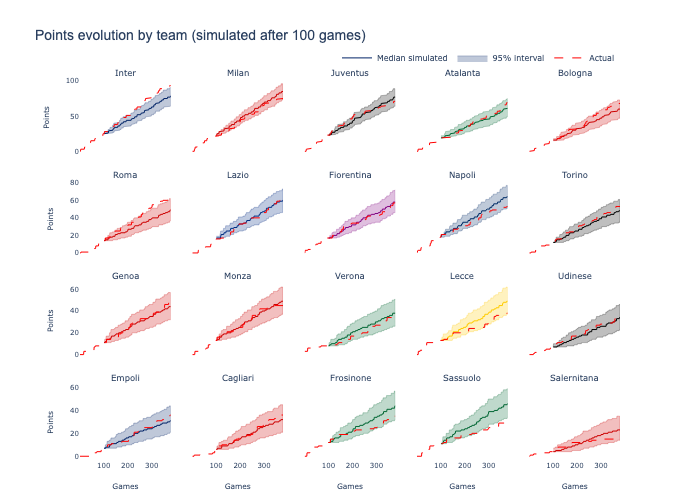 Points evolution by team (simulated after 100 games)
Median simulated 95% interval Actual
Inter Milan Juventus Atalanta Bologna
100
50
0
Points
Roma Lazio Fiorentina Napoli Torino
80
60
40
20
0
Points
Genoa Monza Verona Lecce Udinese
60
40
20
0
Points
Empoli Cagliari Frosinone Sassuolo Salernitana
60
40
20
0
Points
100 200 300 100 200 300 100 200 300 100 200 300 100 200 300
Games Games Games Games Games